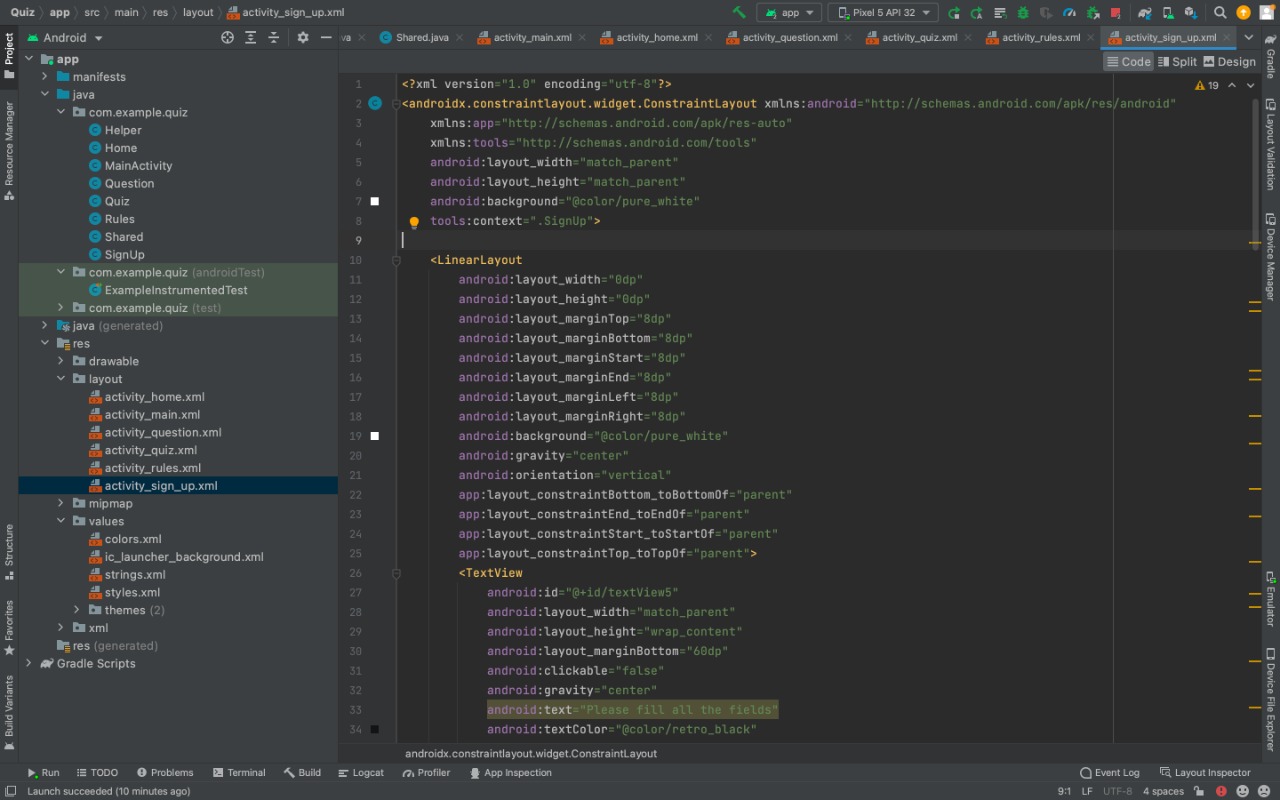 Quiz app src main res layout activity_sign_up.xml
app Pixel 5 API 32
Android
va Shared.java activity_main.xml activity_home.xml activity_question.xml activity_quiz.xml activity_rules.xml activity_sign_up.xml
Code Split Design
Project
Resource Manager
Structure
Favorites
Build Variants
app
manifests
java
com.example.quiz
Helper
Home
MainActivity
Question
Quiz
Rules
Shared
SignUp
com.example.quiz (androidTest)
ExampleInstrumentedTest
com.example.quiz (test)
java (generated)
res
drawable
layout
activity_home.xml
activity_main.xml
activity_question.xml
activity_quiz.xml
activity_rules.xml
activity_sign_up.xml
mipmap
values
colors.xml
ic_launcher_background.xml
strings.xml
styles.xml
themes (2)
xml
res (generated)
Gradle Scripts
19
1 <?xml version="1.0" encoding="utf-8"?>
2 <androidx.constraintlayout.widget.ConstraintLayout xmlns:android="http://schemas.android.com/apk/res/android"
3 xmlns:app="http://schemas.android.com/apk/res-auto"
4 xmlns:tools="http://schemas.android.com/tools"
5 android:layout_width="match_parent"
6 android:layout_height="match_parent"
7 android:background="@color/pure_white"
8 tools:context=".SignUp">
9
10 <LinearLayout
11 android:layout_width="0dp"
12 android:layout_height="0dp"
13 android:layout_marginTop="8dp"
14 android:layout_marginBottom="8dp"
15 android:layout_marginStart="8dp"
16 android:layout_marginEnd="8dp"
17 android:layout_marginLeft="8dp"
18 android:layout_marginRight="8dp"
19 android:background="@color/pure_white"
20 android:gravity="center"
21 android:orientation="vertical"
22 app:layout_constraintBottom_toBottomOf="parent"
23 app:layout_constraintEnd_toEndOf="parent"
24 app:layout_constraintStart_toStartOf="parent"
25 app:layout_constraintTop_toTopOf="parent">
26 <TextView
27 android:id="@+id/textView5"
28 android:layout_width="match_parent"
29 android:layout_height="wrap_content"
30 android:layout_marginBottom="60dp"
31 android:clickable="false"
32 android:gravity="center"
33 android:text="Please fill all the fields"
34 android:textColor="@color/retro_black"
androidx.constraintlayout.widget.ConstraintLayout
Gradle
Layout Validation
Device Manager
Emulator
Device File Explorer
Run TODO Problems Terminal Build Logcat Profiler App Inspection Event Log Layout Inspector
Launch succeeded (10 minutes ago) 9:1 LF UTF-8 4 spaces